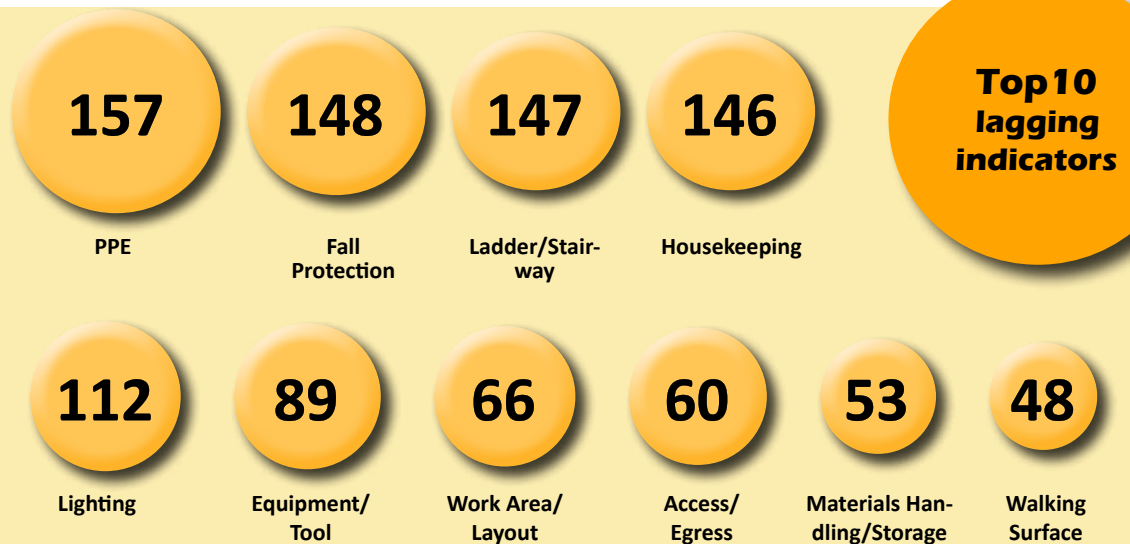 157
148
147
146
Top10
lagging
indicators
PPE
Fall
Protection
Ladder/Stair-
way
Housekeeping
112
89
66
60
53
48
Lighting
Equipment/
Tool
Work Area/
Layout
Access/
Egress
Materials Han-
dling/Storage
Walking
Surface